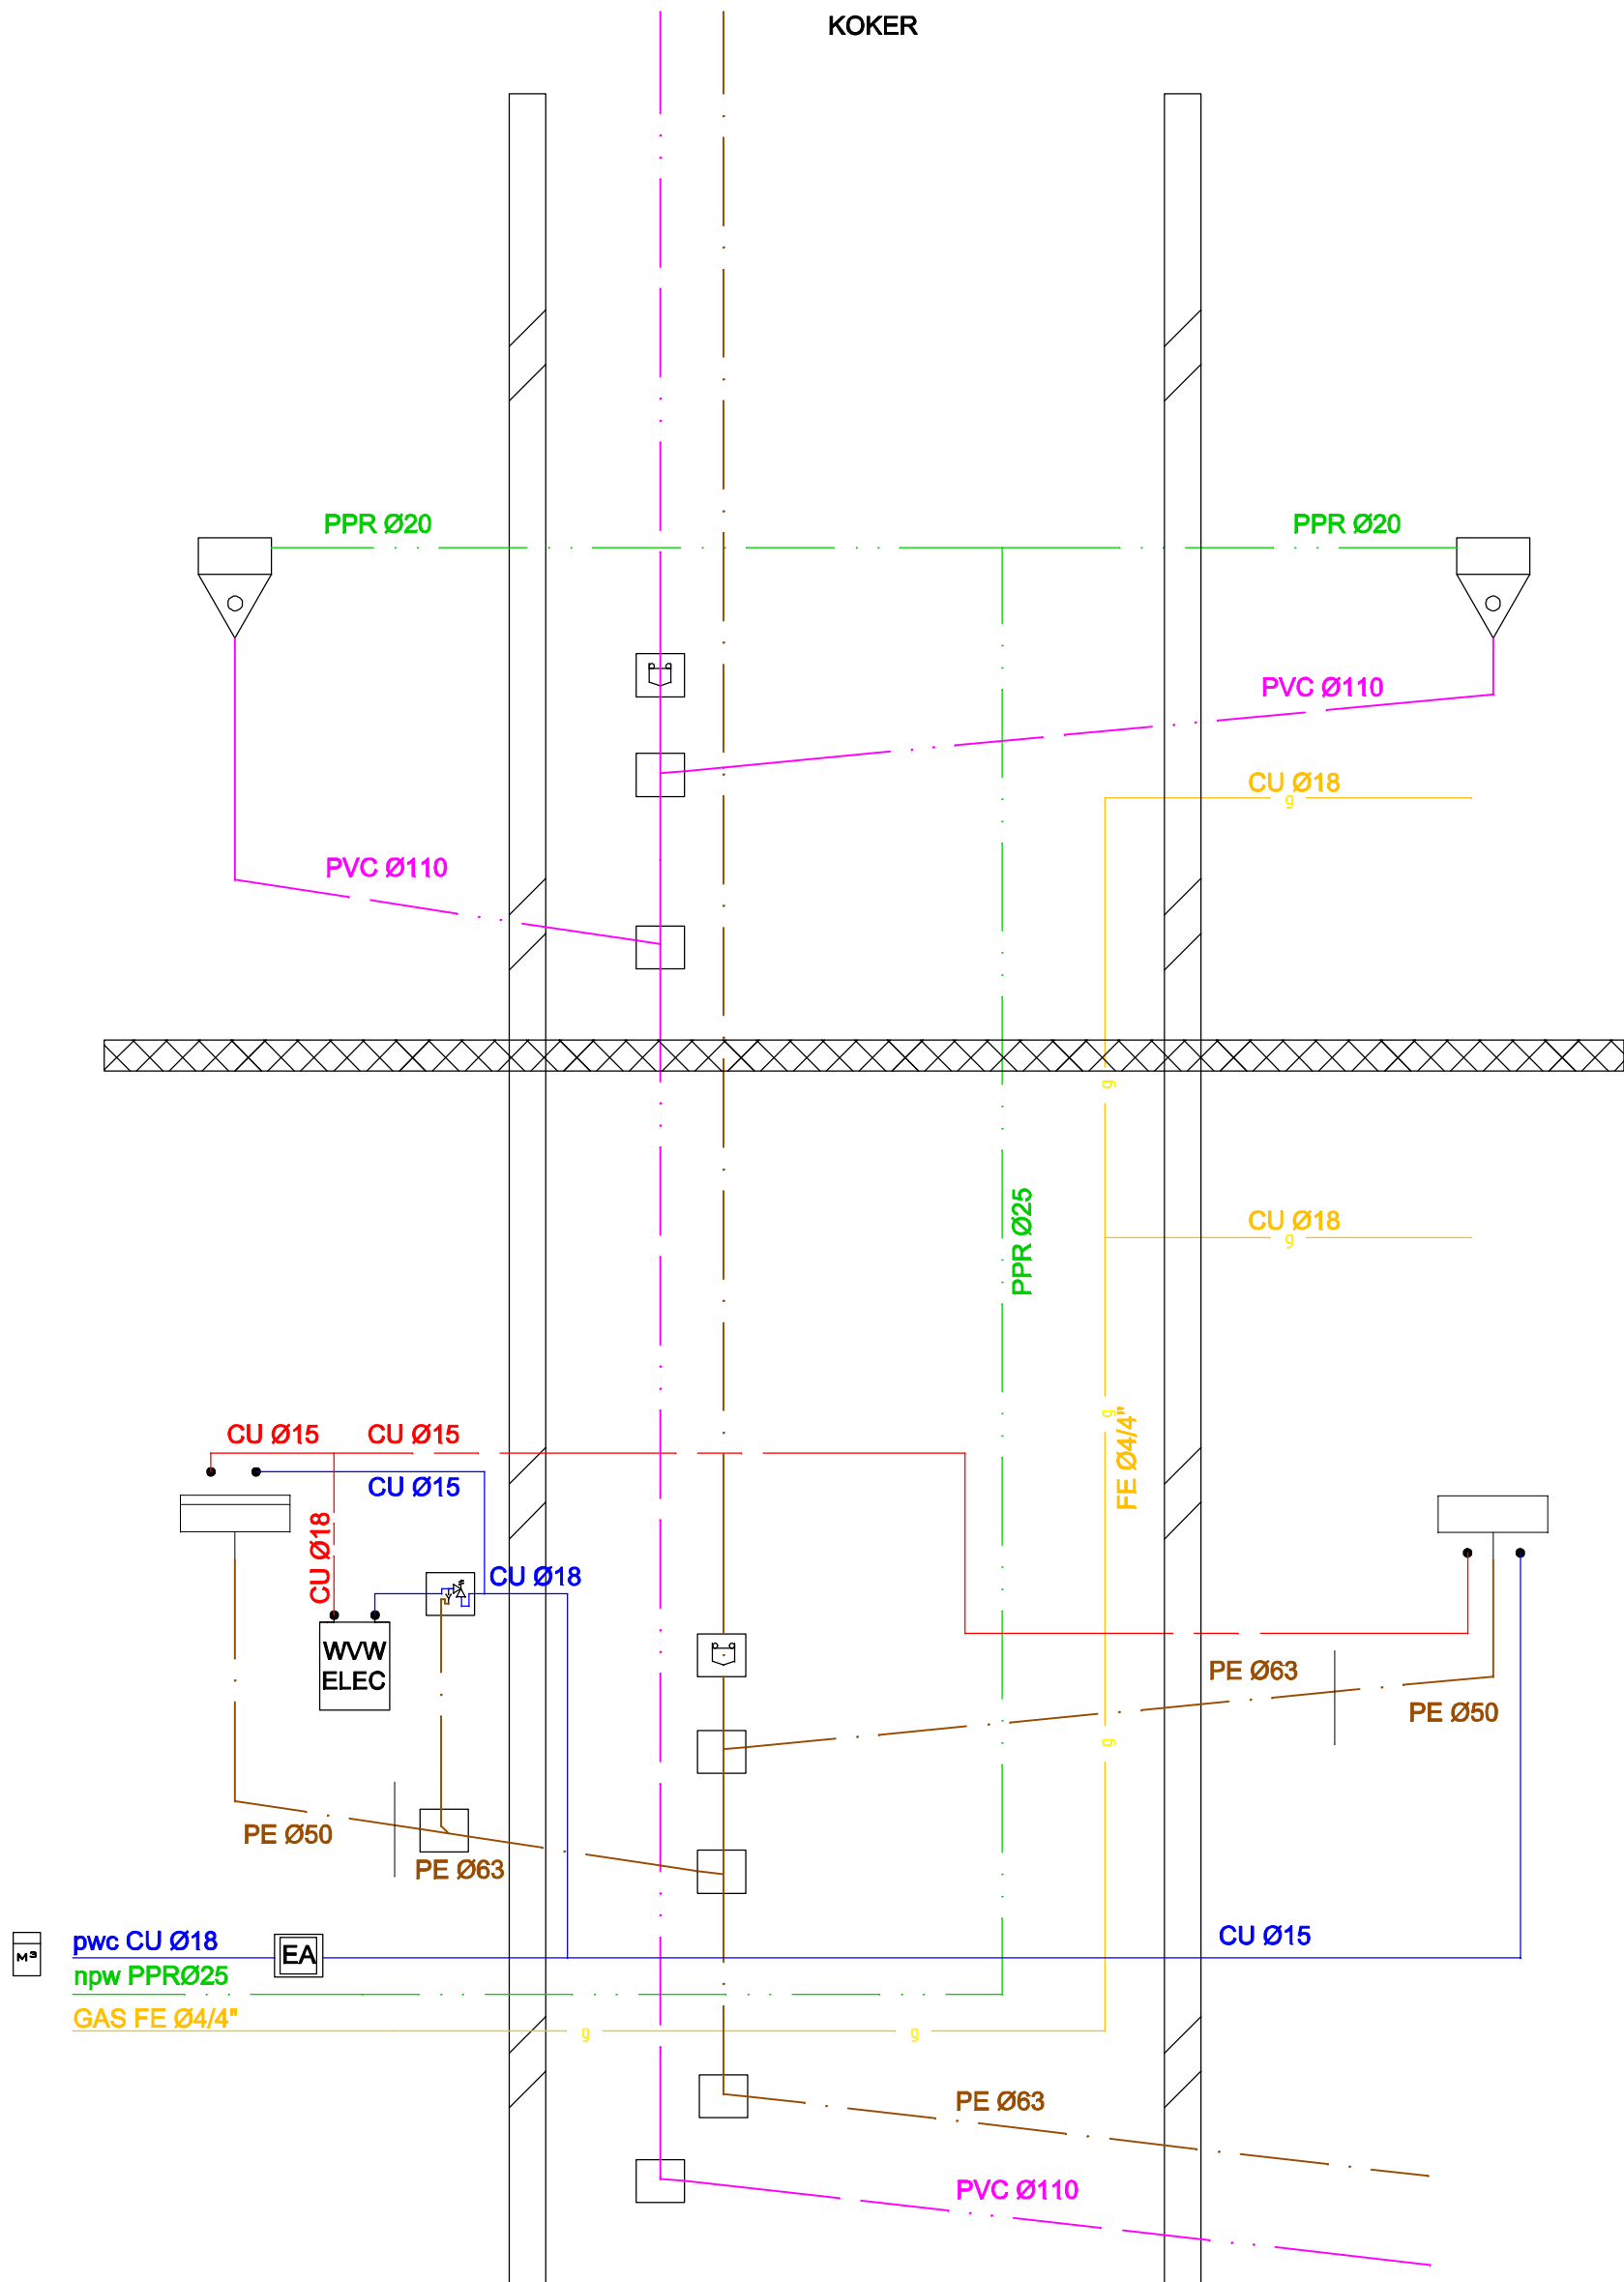 KOKER
PPR Ø20
PPR Ø20
PVC Ø110
CU Ø18
g
PVC Ø110
g
PPR Ø25
CU Ø18
g
g
FE Ø4/4"
CU Ø15
CU Ø15
CU Ø15
CU Ø18
CU Ø18
WVW
ELEC
PE Ø63
PE Ø50
g
PE Ø50
PE Ø63
M³
pwc CU Ø18
EA
CU Ø15
npw PPRØ25
GAS FE Ø4/4"
g
g
PE Ø63
PVC Ø110